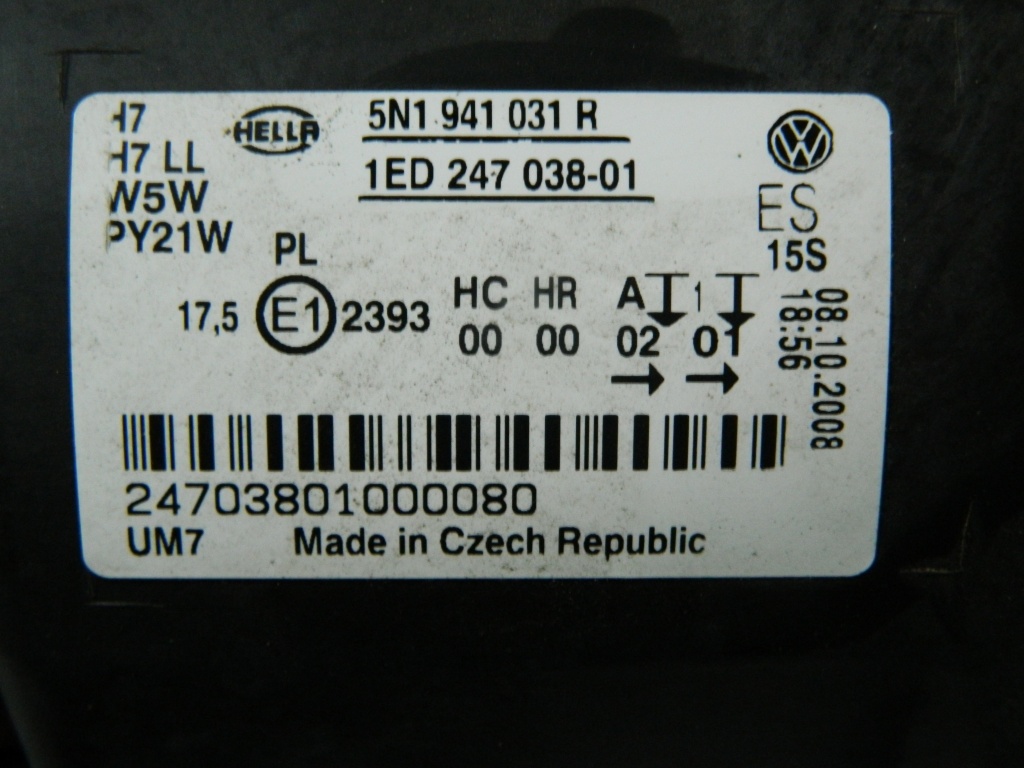 H7
H7 LL
W5W
PY21W
HELLA
5N1 941 031 R
1ED 247 038-01
VW
ES
15S
PL
17,5 E1 2393
HC HR A 1
00 00 02 01
08.10.2008
18:56
24703801000080
UM7 Made in Czech Republic